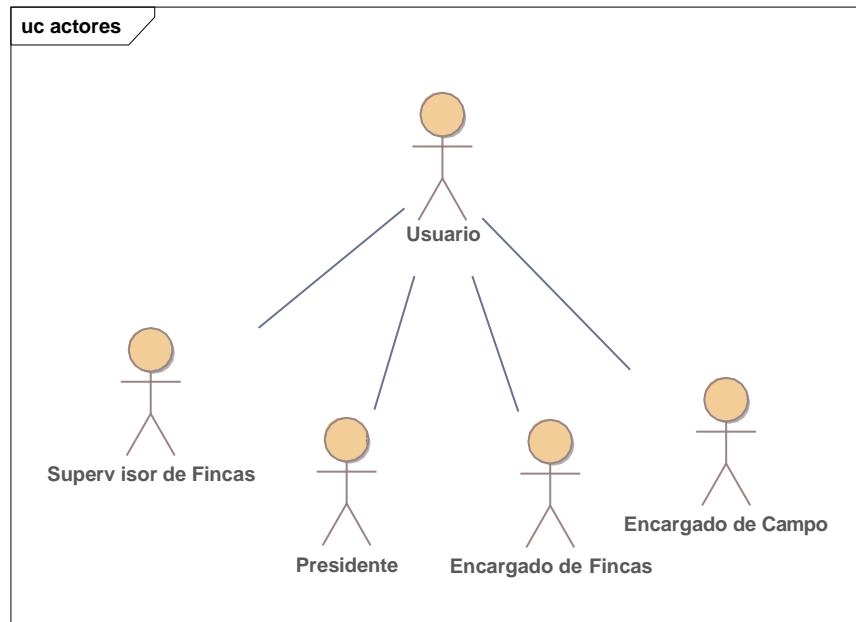 uc actores
Usuario
Superv isor de Fincas
Presidente
Encargado de Fincas
Encargado de Campo